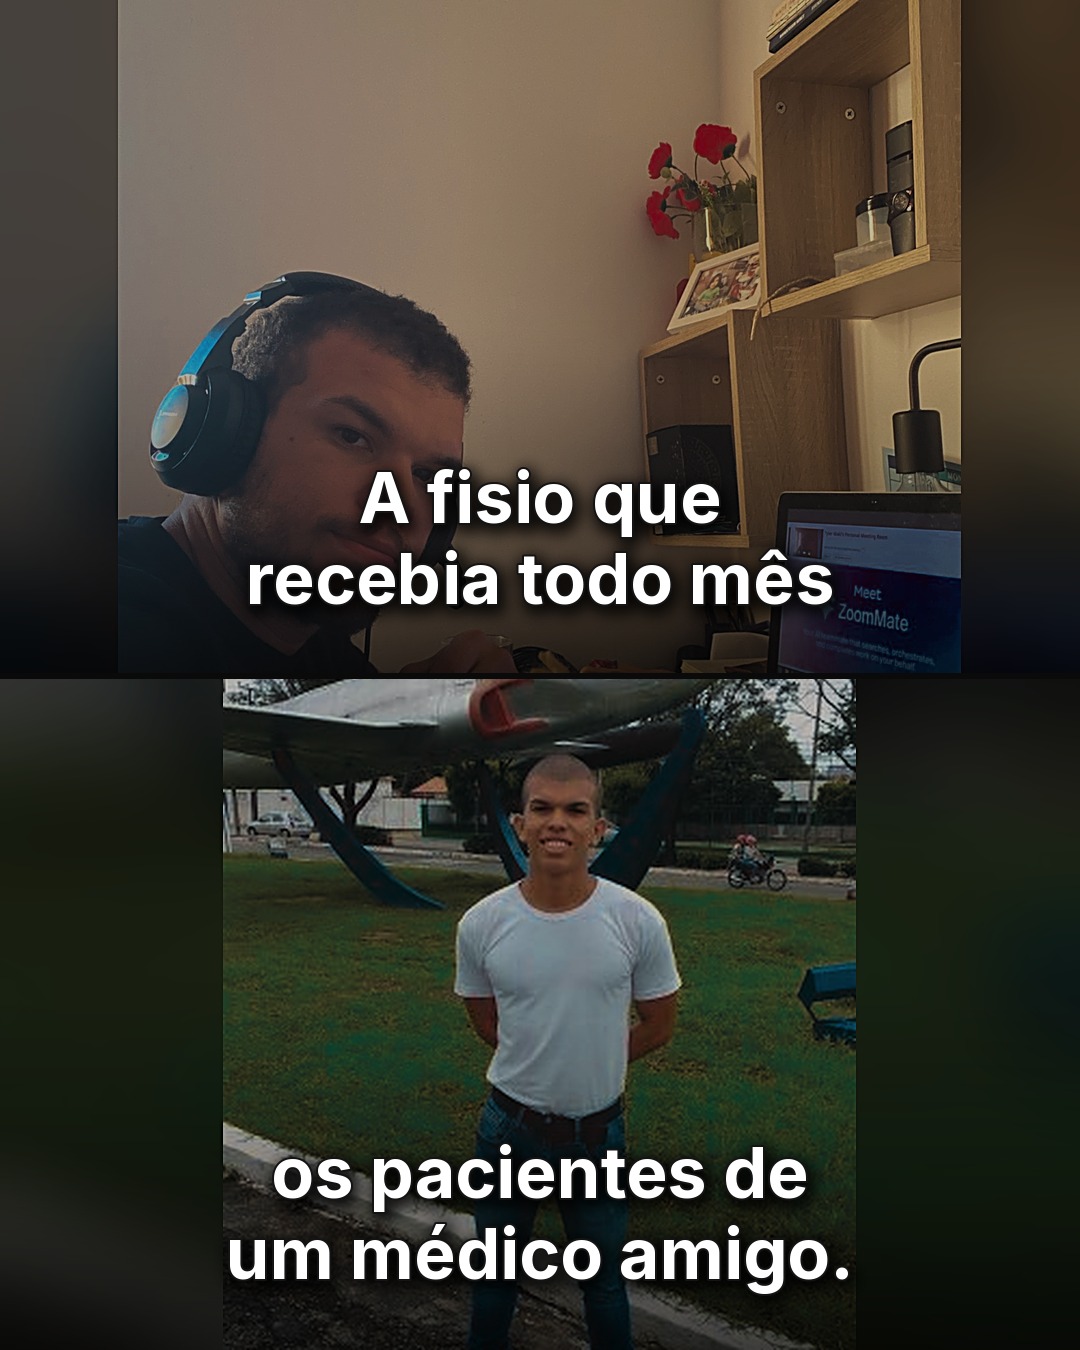 A fisio que
recebia todo mês
Meet
ZoomMate
os pacientes de
um médico amigo.